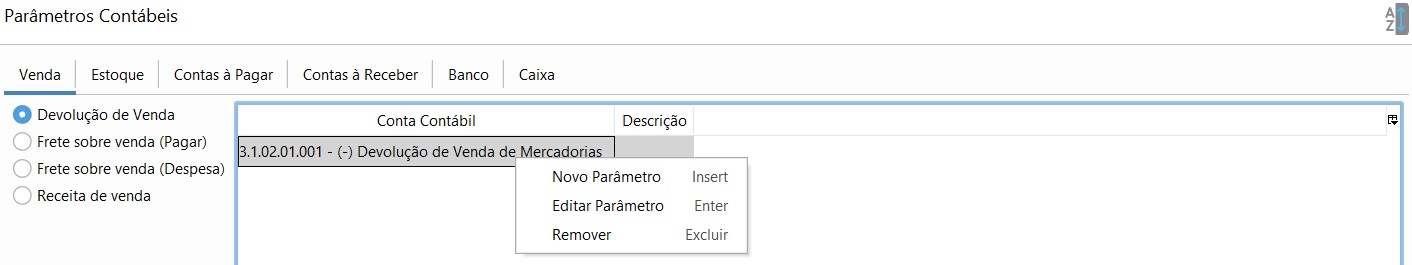 Parâmetros Contábeis
A
Z
Venda Estoque Contas à Pagar Contas à Receber Banco Caixa
Devolução de Venda
Frete sobre venda (Pagar)
Frete sobre venda (Despesa)
Receita de venda
Conta Contábil Descrição
3.1.02.01.001 - (-) Devolução de Venda de Mercadorias
Novo Parâmetro Insert
Editar Parâmetro Enter
Remover Excluir